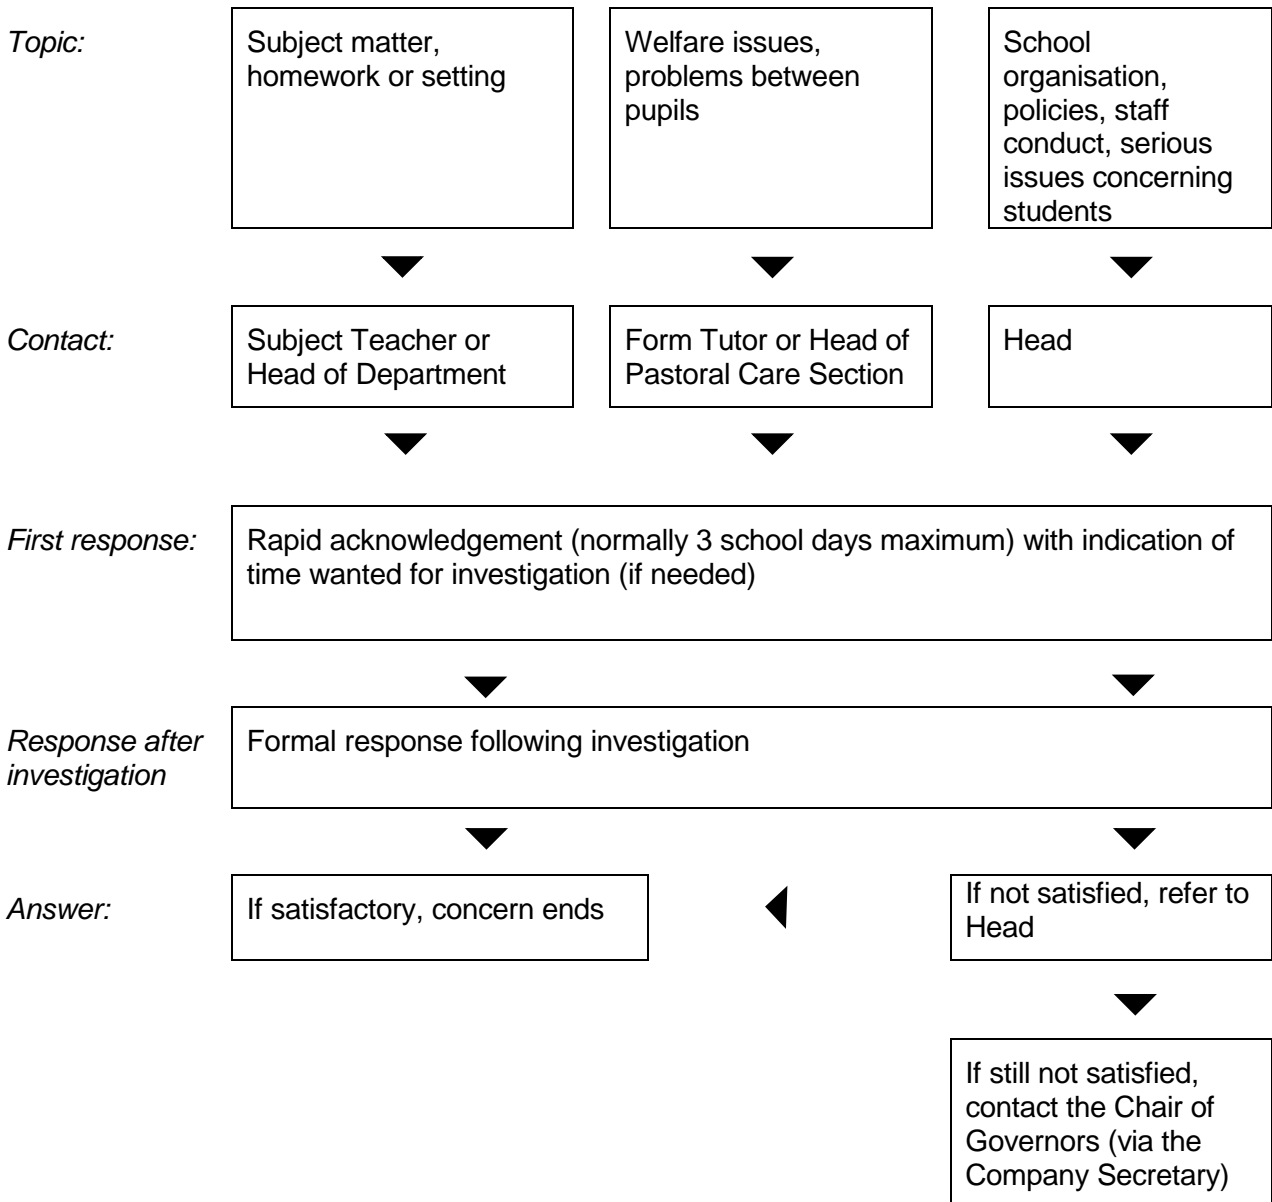 Topic:
Subject matter,
homework or setting
Welfare issues,
problems between
pupils
School
organisation,
policies, staff
conduct, serious
issues concerning
students
Contact:
Subject Teacher or
Head of Department
Form Tutor or Head of
Pastoral Care Section
Head
First response:
Rapid acknowledgement (normally 3 school days maximum) with indication of
time wanted for investigation (if needed)
Response after
investigation
Formal response following investigation
Answer:
If satisfactory, concern ends
If not satisfied, refer to
Head
If still not satisfied,
contact the Chair of
Governors (via the
Company Secretary)